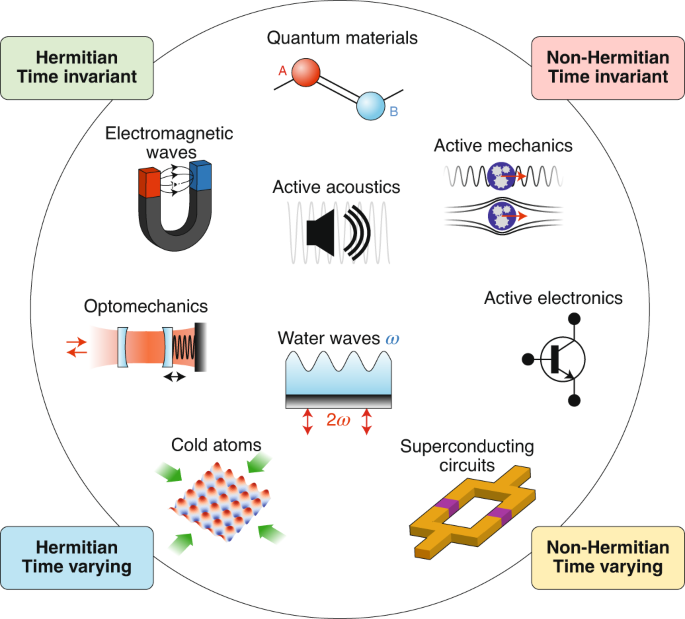 Quantum materials
Hermitian
Time invariant
Non-Hermitian
Time invariant
A
B
Electromagnetic
waves
Active mechanics
Active acoustics
Optomechanics
Active electronics
Water waves ω
2ω
Cold atoms
Superconducting
circuits
Hermitian
Time varying
Non-Hermitian
Time varying